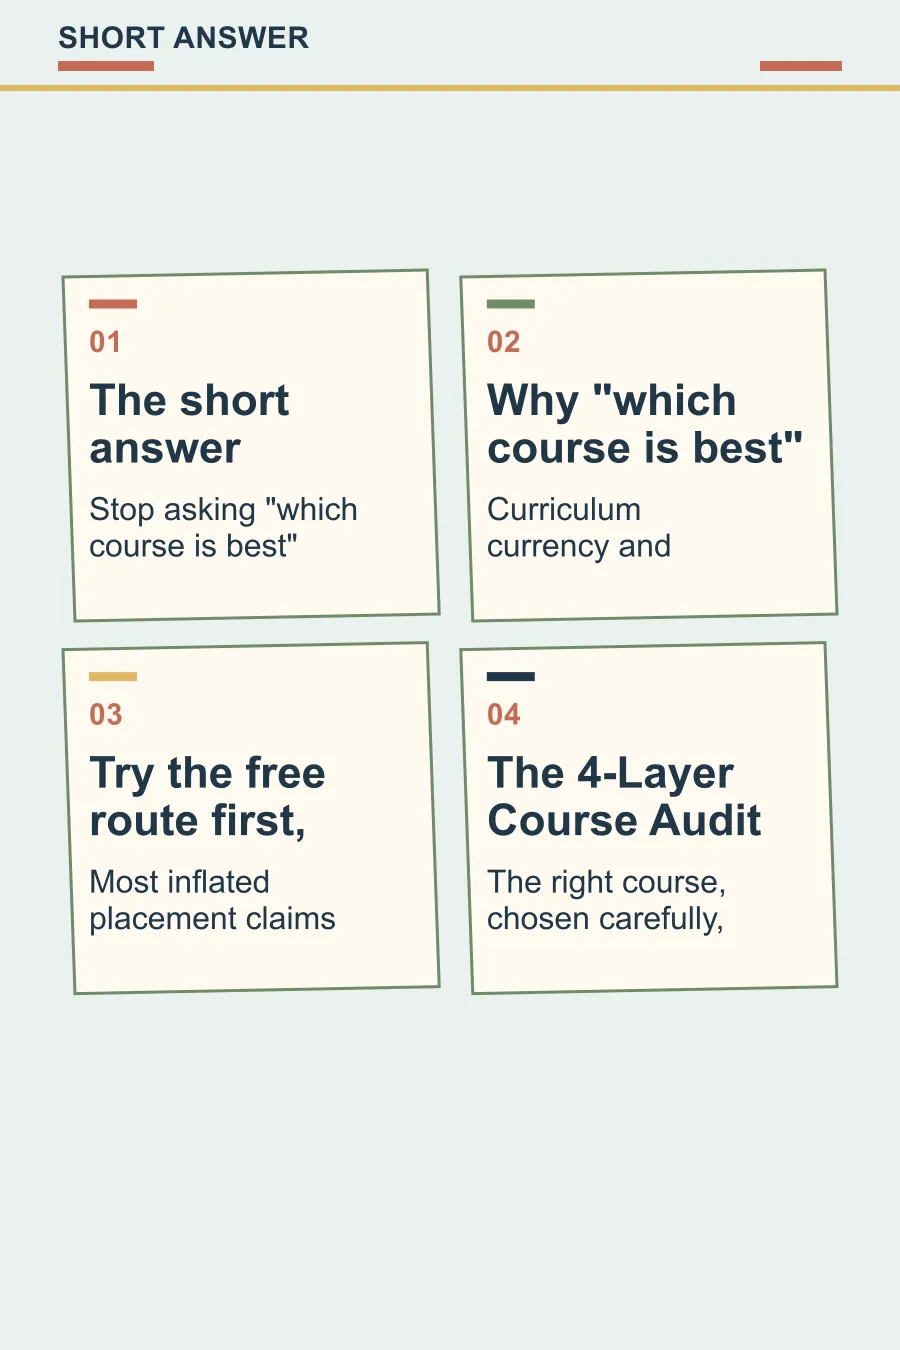 SHORT ANSWER
01
The short
answer
Stop asking "which
course is best"
02
Why "which
course is best"
Curriculum
currency and
03
Try the free
route first,
Most inflated
placement claims
04
The 4-Layer
Course Audit
The right course,
chosen carefully,